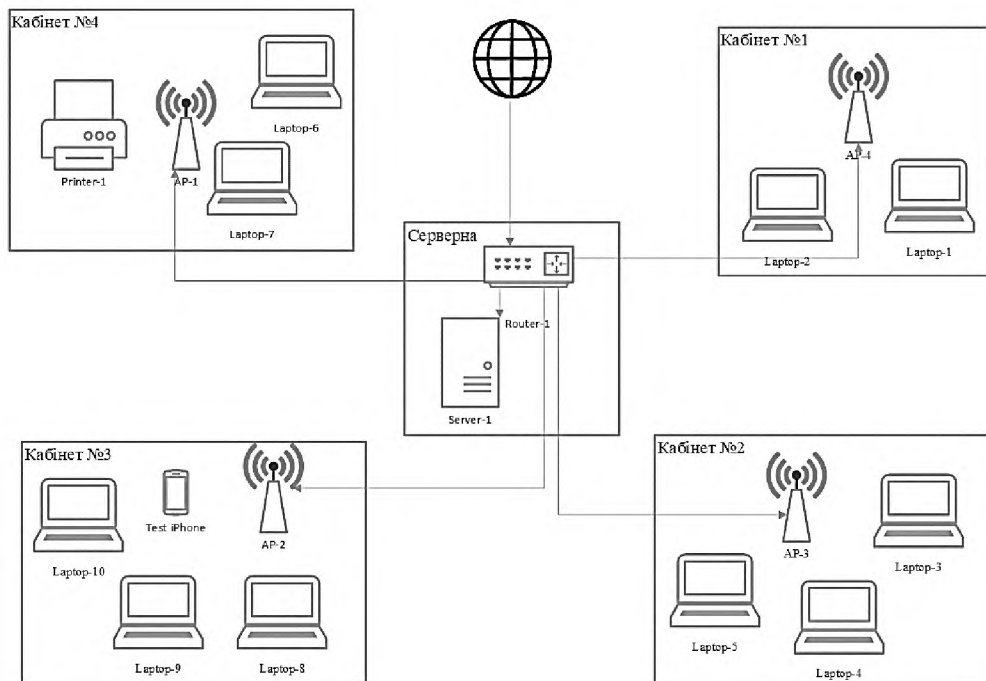 Кабінет №4
Laptop-6
Printer-1
AP-1
Laptop-7
Кабінет №1
AP-4
Laptop-2
Laptop-1
Серверна
Router-1
Server-1
Кабінет №3
Test iPhone
AP-2
Laptop-10
Laptop-9
Laptop-8
Кабінет №2
AP-3
Laptop-3
Laptop-5
Laptop-4